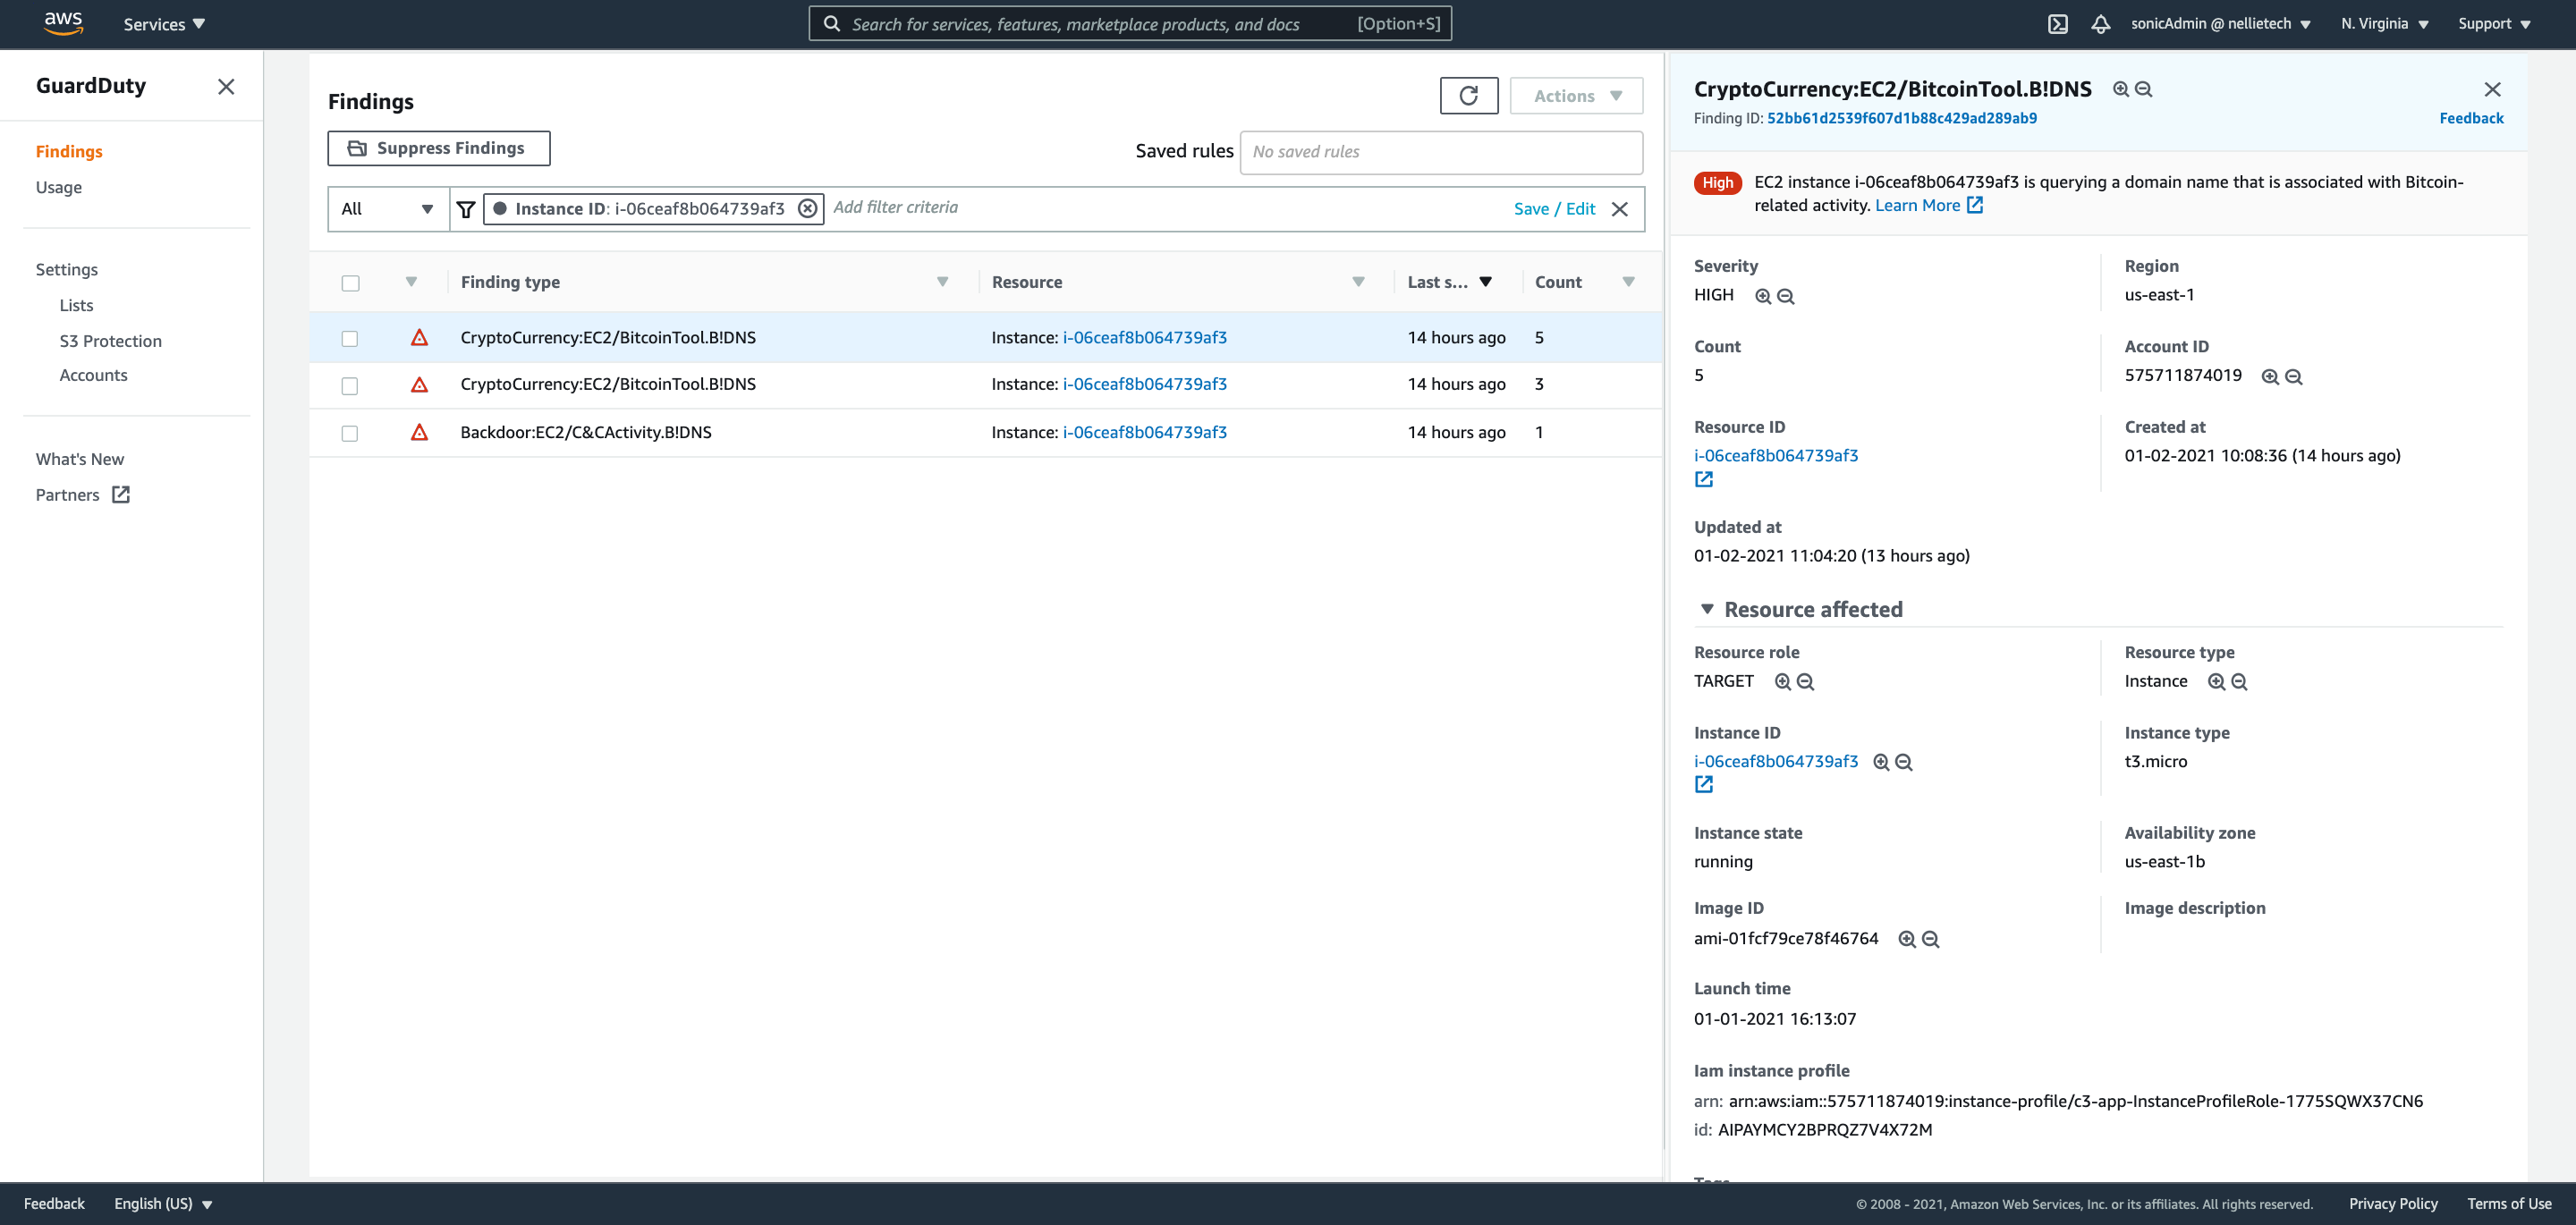 aws
Services
Search for services, features, marketplace products, and docs [Option+S]
sonicAdmin @ nellietech
N. Virginia
Support
GuardDuty
Findings
Usage
Settings
Lists
S3 Protection
Accounts
What's New
Partners
Findings
Actions
Suppress Findings
Saved rules
No saved rules
All
Instance ID: i-06ceaf8b064739af3
Add filter criteria
Save / Edit
Finding type Resource Last s... Count
CryptoCurrency:EC2/BitcoinTool.B!DNS Instance: i-06ceaf8b064739af3 14 hours ago 5
CryptoCurrency:EC2/BitcoinTool.B!DNS Instance: i-06ceaf8b064739af3 14 hours ago 3
Backdoor:EC2/C&CActivity.B!DNS Instance: i-06ceaf8b064739af3 14 hours ago 1
CryptoCurrency:EC2/BitcoinTool.B!DNS
Finding ID: 52bb61d2539f607d1b88c429ad289ab9
Feedback
High
EC2 instance i-06ceaf8b064739af3 is querying a domain name that is associated with Bitcoin-
related activity. Learn More
Severity
HIGH
Region
us-east-1
Count
5
Account ID
575711874019
Resource ID
i-06ceaf8b064739af3
Created at
01-02-2021 10:08:36 (14 hours ago)
Updated at
01-02-2021 11:04:20 (13 hours ago)
Resource affected
Resource role
TARGET
Resource type
Instance
Instance ID
i-06ceaf8b064739af3
Instance type
t3.micro
Instance state
running
Availability zone
us-east-1b
Image ID
ami-01fcf79ce78f46764
Image description
Launch time
01-01-2021 16:13:07
Iam instance profile
arn: arn:aws:iam::575711874019:instance-profile/c3-app-InstanceProfileRole-1775SQWX37CN6
id: AIPAYMCY2BPRQZ7V4X72M
Tags
Feedback
English (US)
© 2008 - 2021, Amazon Web Services, Inc. or its affiliates. All rights reserved.
Privacy Policy
Terms of Use